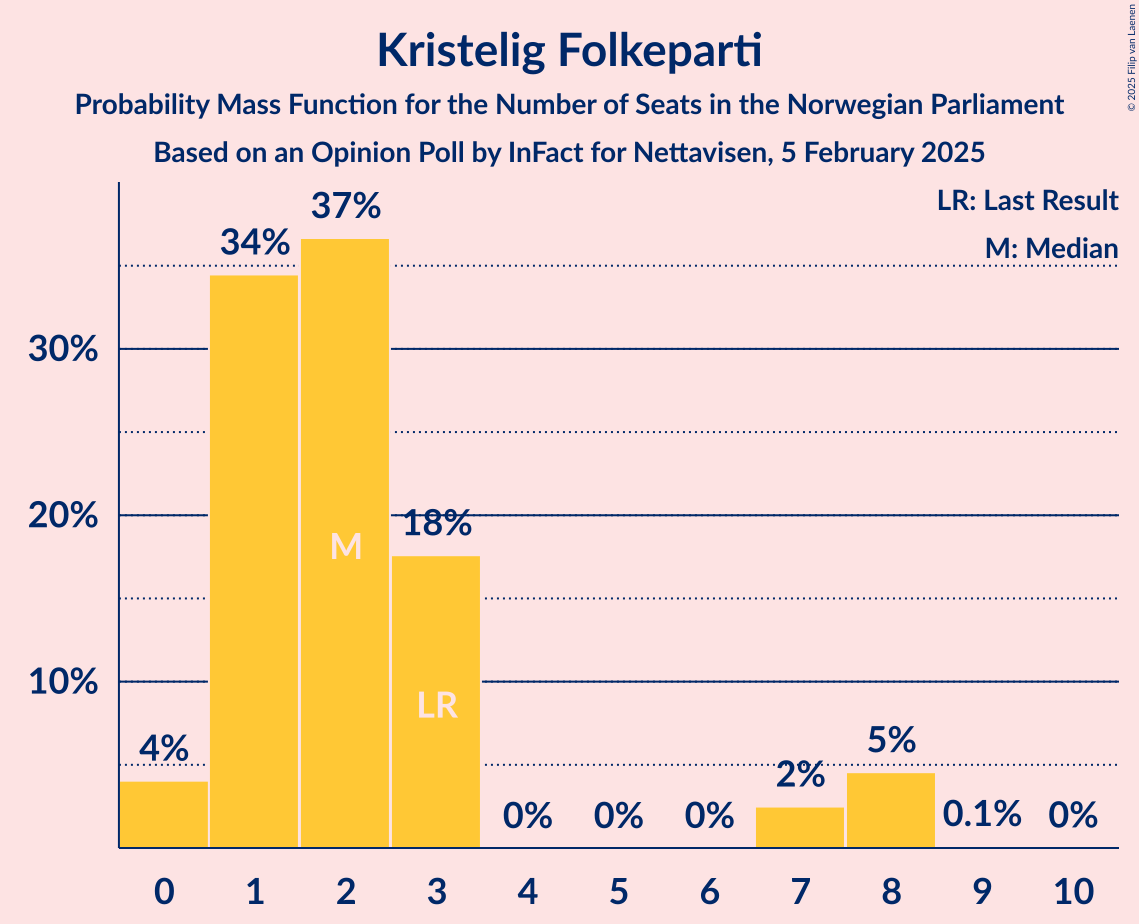 Kristelig Folkeparti
Probability Mass Function for the Number of Seats in the Norwegian Parliament
Based on an Opinion Poll by InFact for Nettavisen, 5 February 2025
© 2025 Filip van Laenen
LR: Last Result
M: Median
30%
20%
10%
4%
34%
37%
18%
0%
0%
0%
2%
5%
0.1%
0%
M
LR
0 1 2 3 4 5 6 7 8 9 10